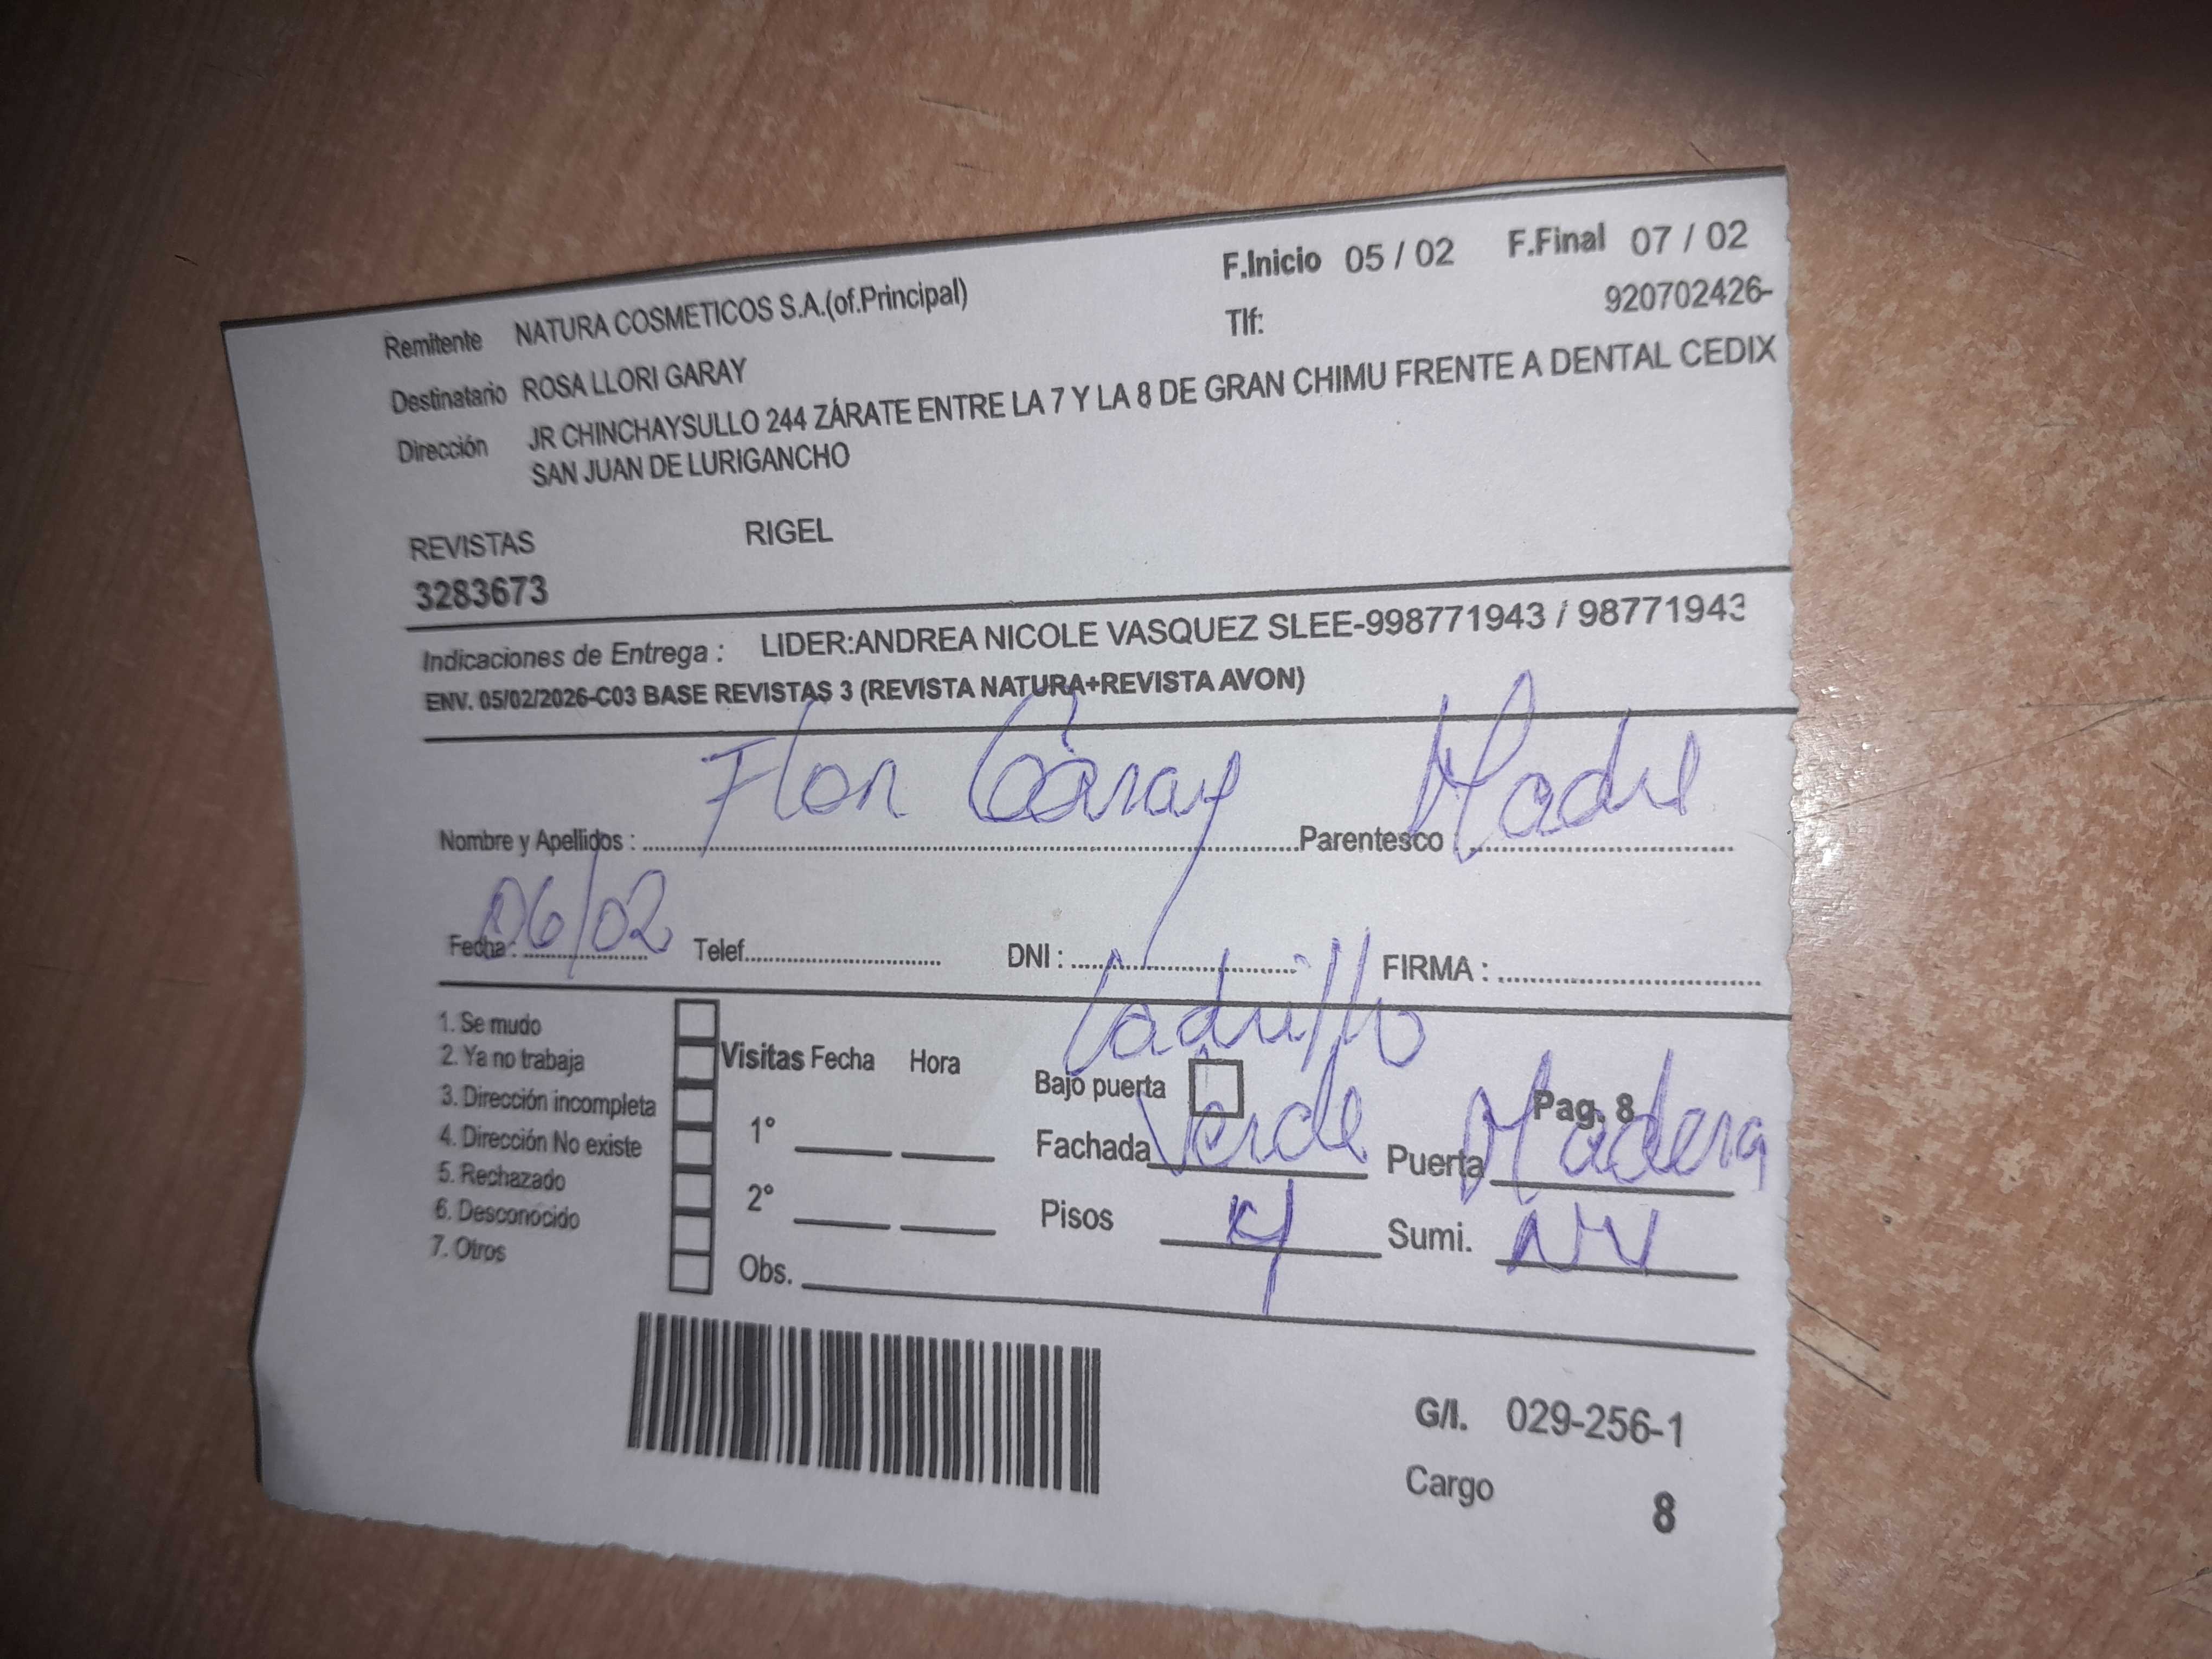 F.Inicio 05 / 02 F.Final 07 / 02
Remitente NATURA COSMETICOS S.A.(of.Principal)
Tlf: 920702426-
Destinatario ROSA LLORI GARAY
Dirección JR CHINCHAYSULLO 244 ZÁRATE ENTRE LA 7 Y LA 8 DE GRAN CHIMU FRENTE A DENTAL CEDIX
SAN JUAN DE LURIGANCHO
REVISTAS RIGEL
3283673
Indicaciones de Entrega : LIDER:ANDREA NICOLE VASQUEZ SLEE-998771943 / 98771943
ENV. 05/02/2026-C03 BASE REVISTAS 3 (REVISTA NATURA+REVISTA AVON)
Nombre y Apellidos : Flor Garay Parentesco : Madre
Fecha : 06/02 Telef. DNI : FIRMA :
1. Se mudo
2. Ya no trabaja
3. Dirección incompleta
4. Dirección No existe
5. Rechazado
6. Desconocido
7. Otros
Visitas Fecha Hora
1°
2°
Obs.
Ladrillo
Bajo puerta
Pag. 8
Fachada Verde Puerta Madera
Pisos 4 Sumi. NV
G/I. 029-256-1
Cargo 8